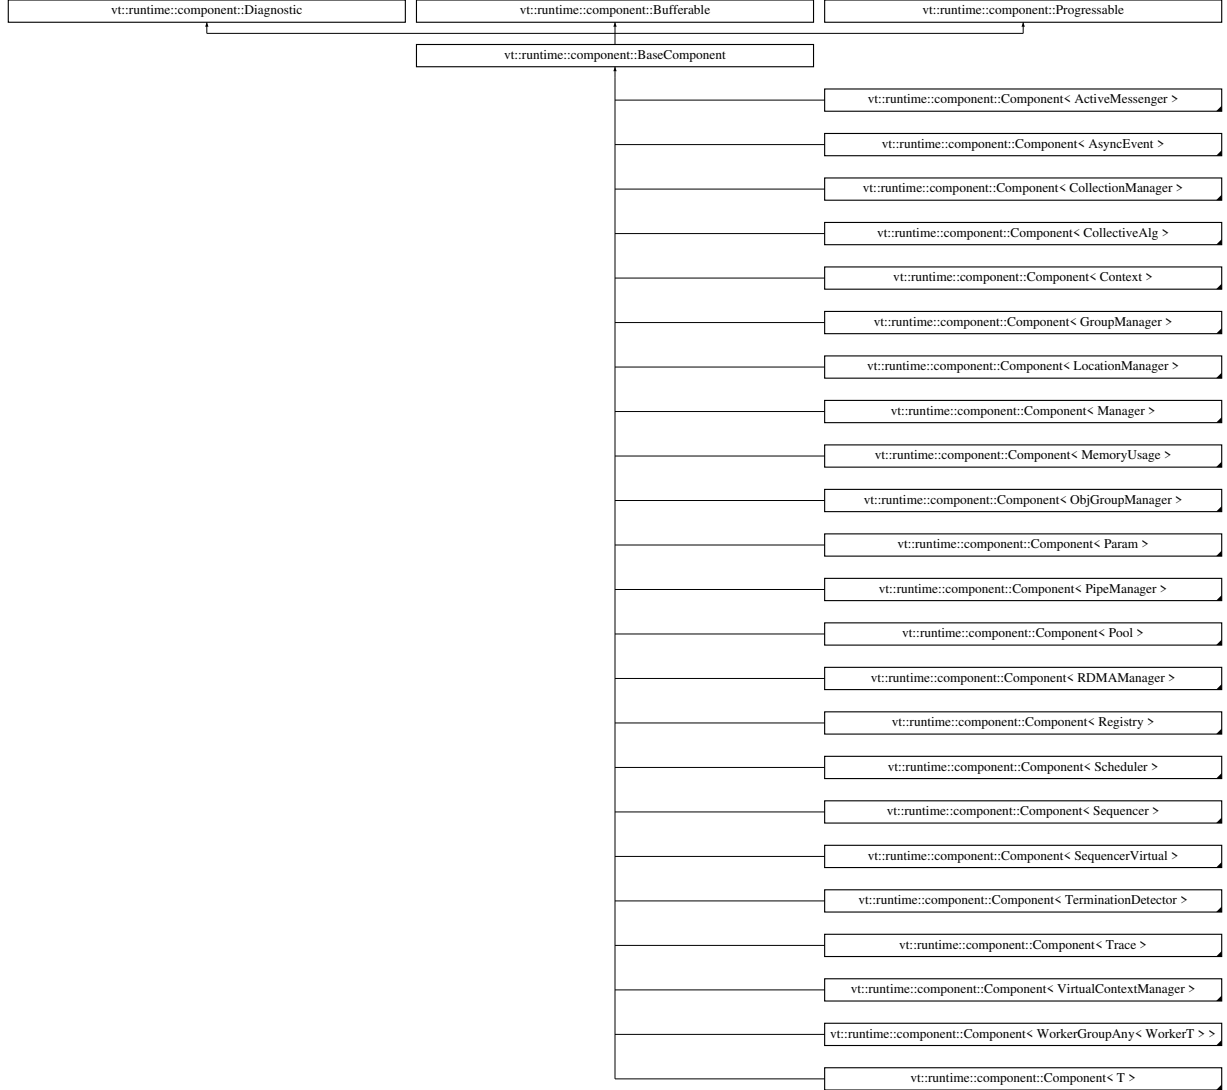 vt::runtime::component::Diagnostic
vt::runtime::component::Bufferable
vt::runtime::component::Progressable
vt::runtime::component::BaseComponent
vt::runtime::component::Component< ActiveMessenger >
vt::runtime::component::Component< AsyncEvent >
vt::runtime::component::Component< CollectionManager >
vt::runtime::component::Component< CollectiveAlg >
vt::runtime::component::Component< Context >
vt::runtime::component::Component< GroupManager >
vt::runtime::component::Component< LocationManager >
vt::runtime::component::Component< Manager >
vt::runtime::component::Component< MemoryUsage >
vt::runtime::component::Component< ObjGroupManager >
vt::runtime::component::Component< Param >
vt::runtime::component::Component< PipeManager >
vt::runtime::component::Component< Pool >
vt::runtime::component::Component< RDMAManager >
vt::runtime::component::Component< Registry >
vt::runtime::component::Component< Scheduler >
vt::runtime::component::Component< Sequencer >
vt::runtime::component::Component< SequencerVirtual >
vt::runtime::component::Component< TerminationDetector >
vt::runtime::component::Component< Trace >
vt::runtime::component::Component< VirtualContextManager >
vt::runtime::component::Component< WorkerGroupAny< WorkerT > >
vt::runtime::component::Component< T >